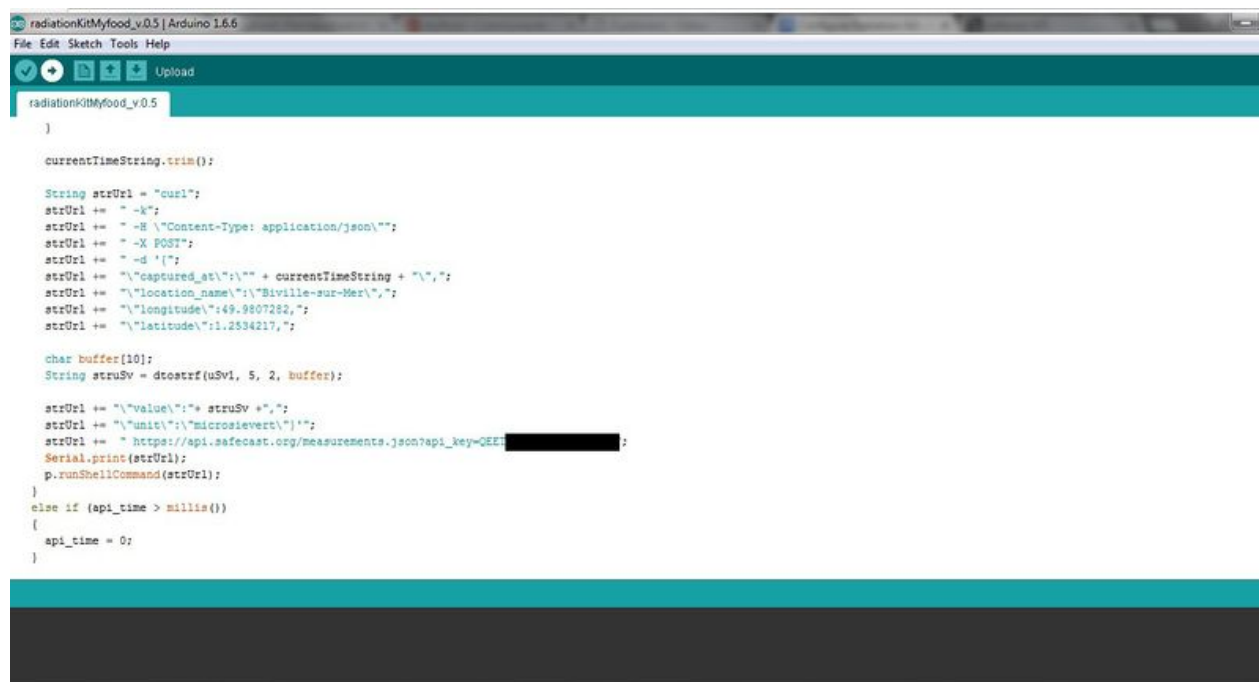 radiationKitMyfood_v.0.5 | Arduino 1.6.6
File Edit Sketch Tools Help
Upload
radiationKitMyfood_v.0.5
}
currentTimeString.trim();
String strUrl = "curl";
strUrl += " -k";
strUrl += " -H \"Content-Type: application/json\"";
strUrl += " -X POST";
strUrl += " -d '{";
strUrl += "\"captured_at\":\"" + currentTimeString + "\",";
strUrl += "\"location_name\":\"Biville-sur-Mer\",";
strUrl += "\"longitude\":49.9807282,";
strUrl += "\"latitude\":1.2534217,";
char buffer[10];
String struSv = dtostrf(uSv1, 5, 2, buffer);
strUrl += "\"value\":"+ struSv +",";
strUrl += "\"unit\":\"microsievert\"}'";
strUrl += " https://api.safecast.org/measurements.json?api_key=QEET ;
Serial.print(strUrl);
p.runShellCommand(strUrl);
}
else if (api_time > millis())
{
api_time = 0;
}